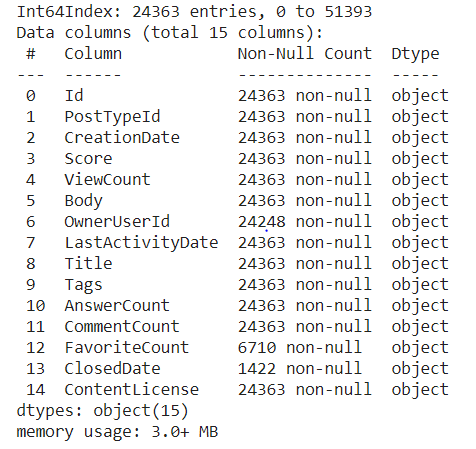 Int64Index: 24363 entries, 0 to 51393
Data columns (total 15 columns):
 #   Column            Non-Null Count  Dtype
---  ------            --------------  -----
 0   Id                24363 non-null  object
 1   PostTypeId        24363 non-null  object
 2   CreationDate      24363 non-null  object
 3   Score             24363 non-null  object
 4   ViewCount         24363 non-null  object
 5   Body              24363 non-null  object
 6   OwnerUserId       24248 non-null  object
 7   LastActivityDate  24363 non-null  object
 8   Title             24363 non-null  object
 9   Tags              24363 non-null  object
 10  AnswerCount       24363 non-null  object
 11  CommentCount      24363 non-null  object
 12  FavoriteCount     6710 non-null   object
 13  ClosedDate        1422 non-null   object
 14  ContentLicense    24363 non-null  object
dtypes: object(15)
memory usage: 3.0+ MB